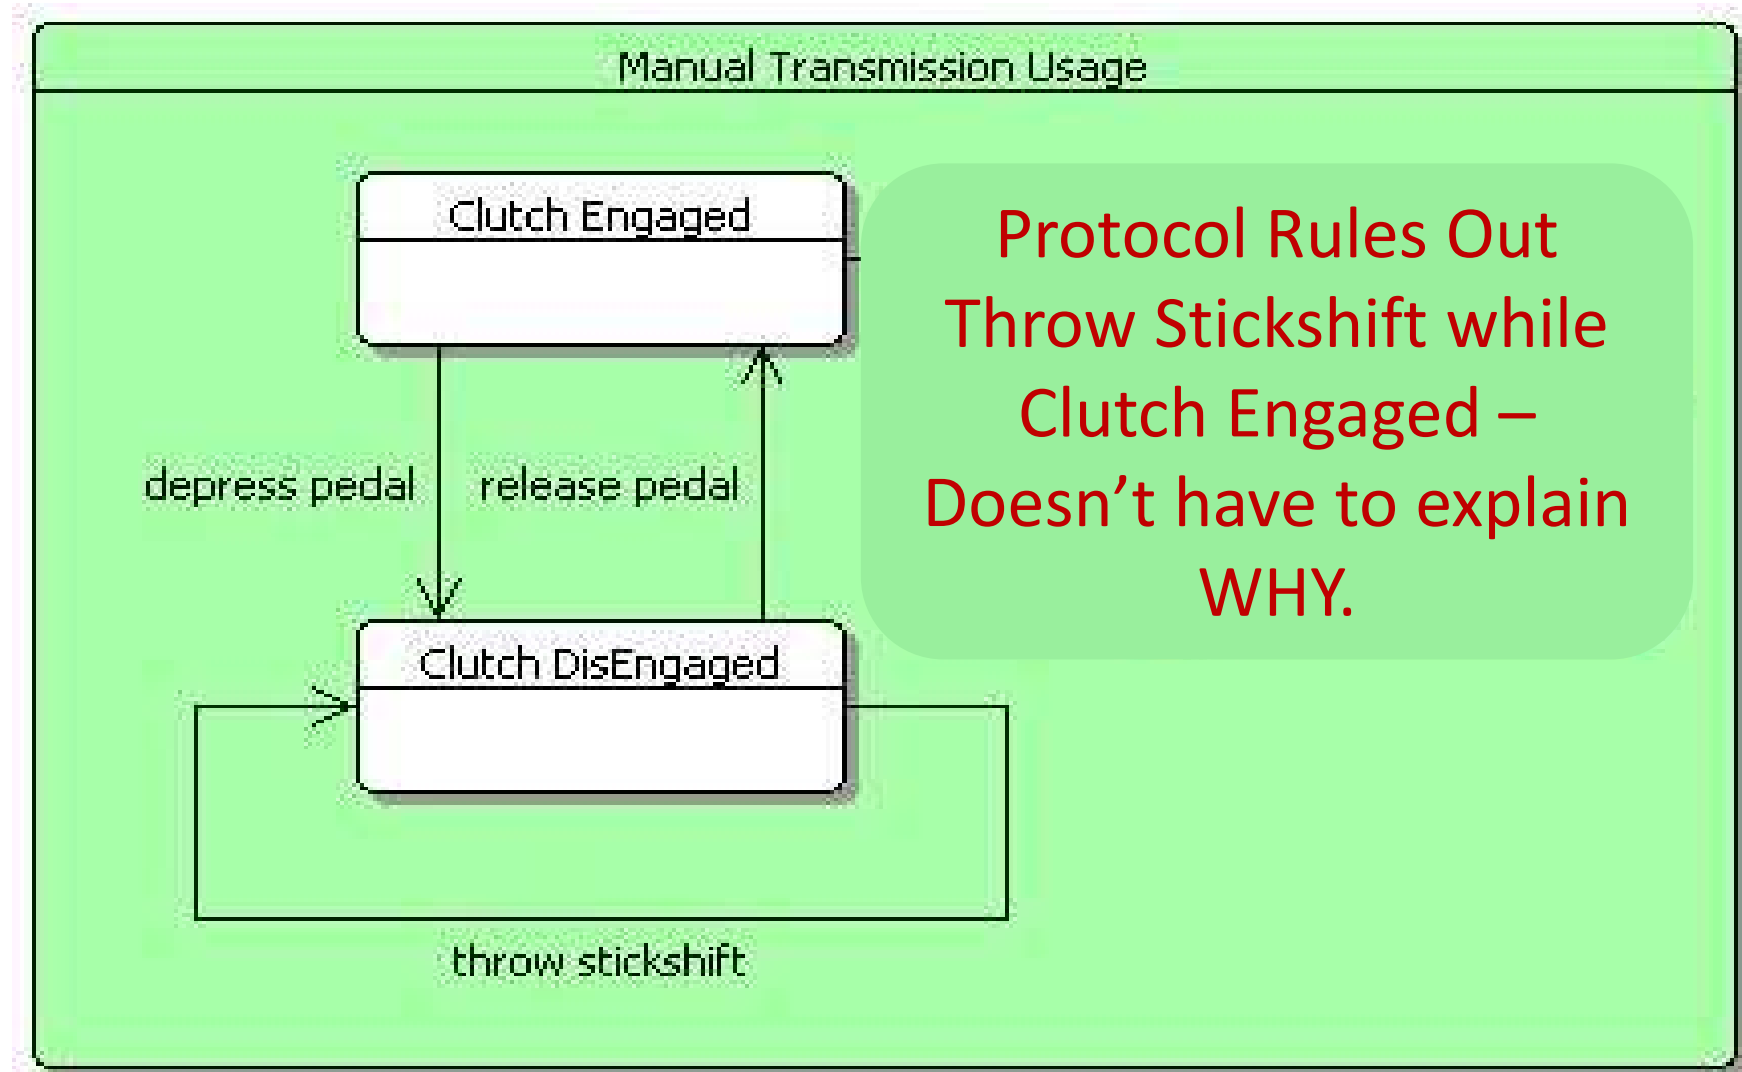 Manual Transmission Usage
Clutch Engaged
Protocol Rules Out
Throw Stickshift while
Clutch Engaged –
Doesn’t have to explain
WHY.
depress pedal
release pedal
Clutch DisEngaged
throw stickshift